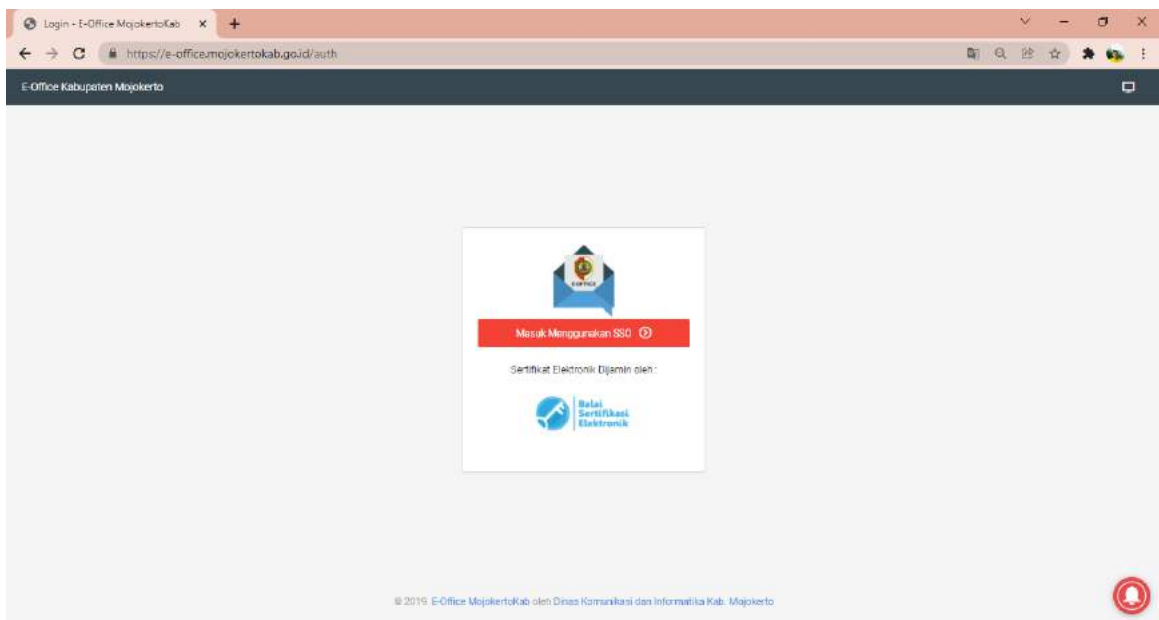 Login - E-Office MojokertoKab
https://e-office.mojokertokab.go.id/auth
E-Office Kabupaten Mojokerto
E-OFFICE
Masuk Menggunakan SSO
Sertifikat Elektronik Dijamin oleh :
Balai
Sertifikasi
Elektronik
© 2019. E-Office MojokertoKab oleh Dinas Komunikasi dan Informatika Kab. Mojokerto